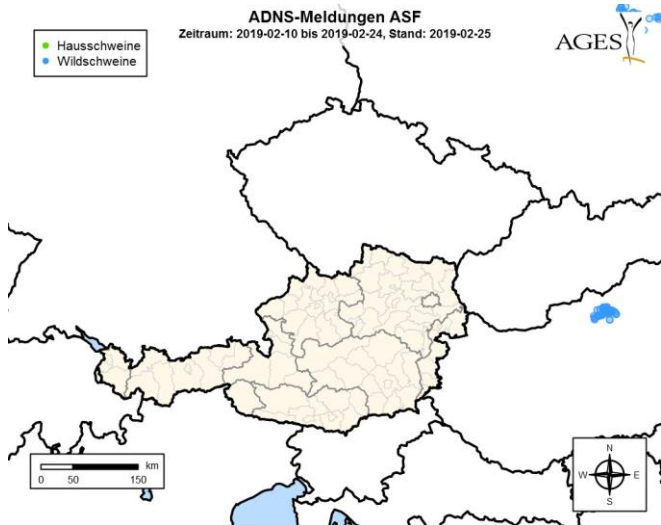 ADNS-Meldungen ASF
Zeitraum: 2019-02-10 bis 2019-02-24, Stand: 2019-02-25
Hausschweine
Wildschweine
AGES
km
0 50 150
N
W E
S